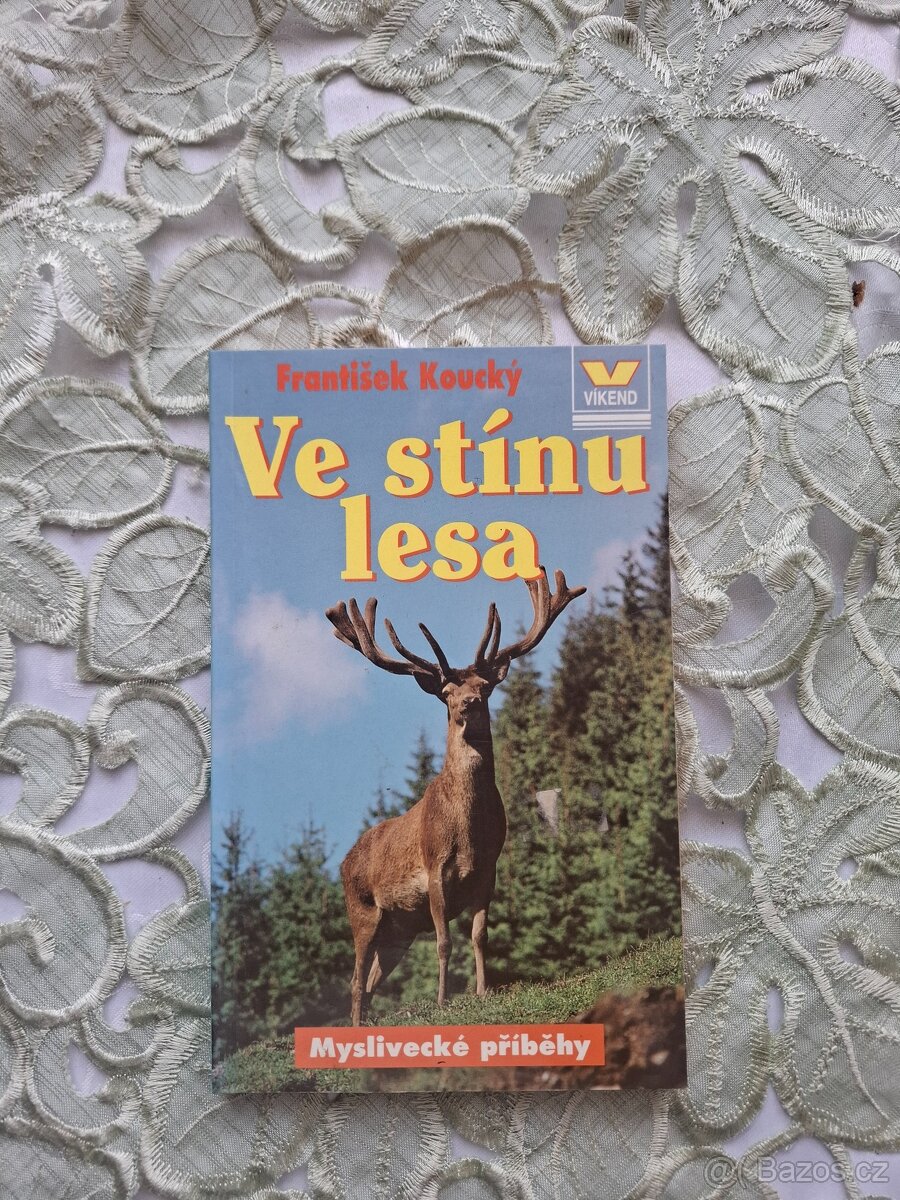 František Koucký
VÍKEND
Ve stínu
lesa
Myslivecké příběhy
@ Bazos.cz